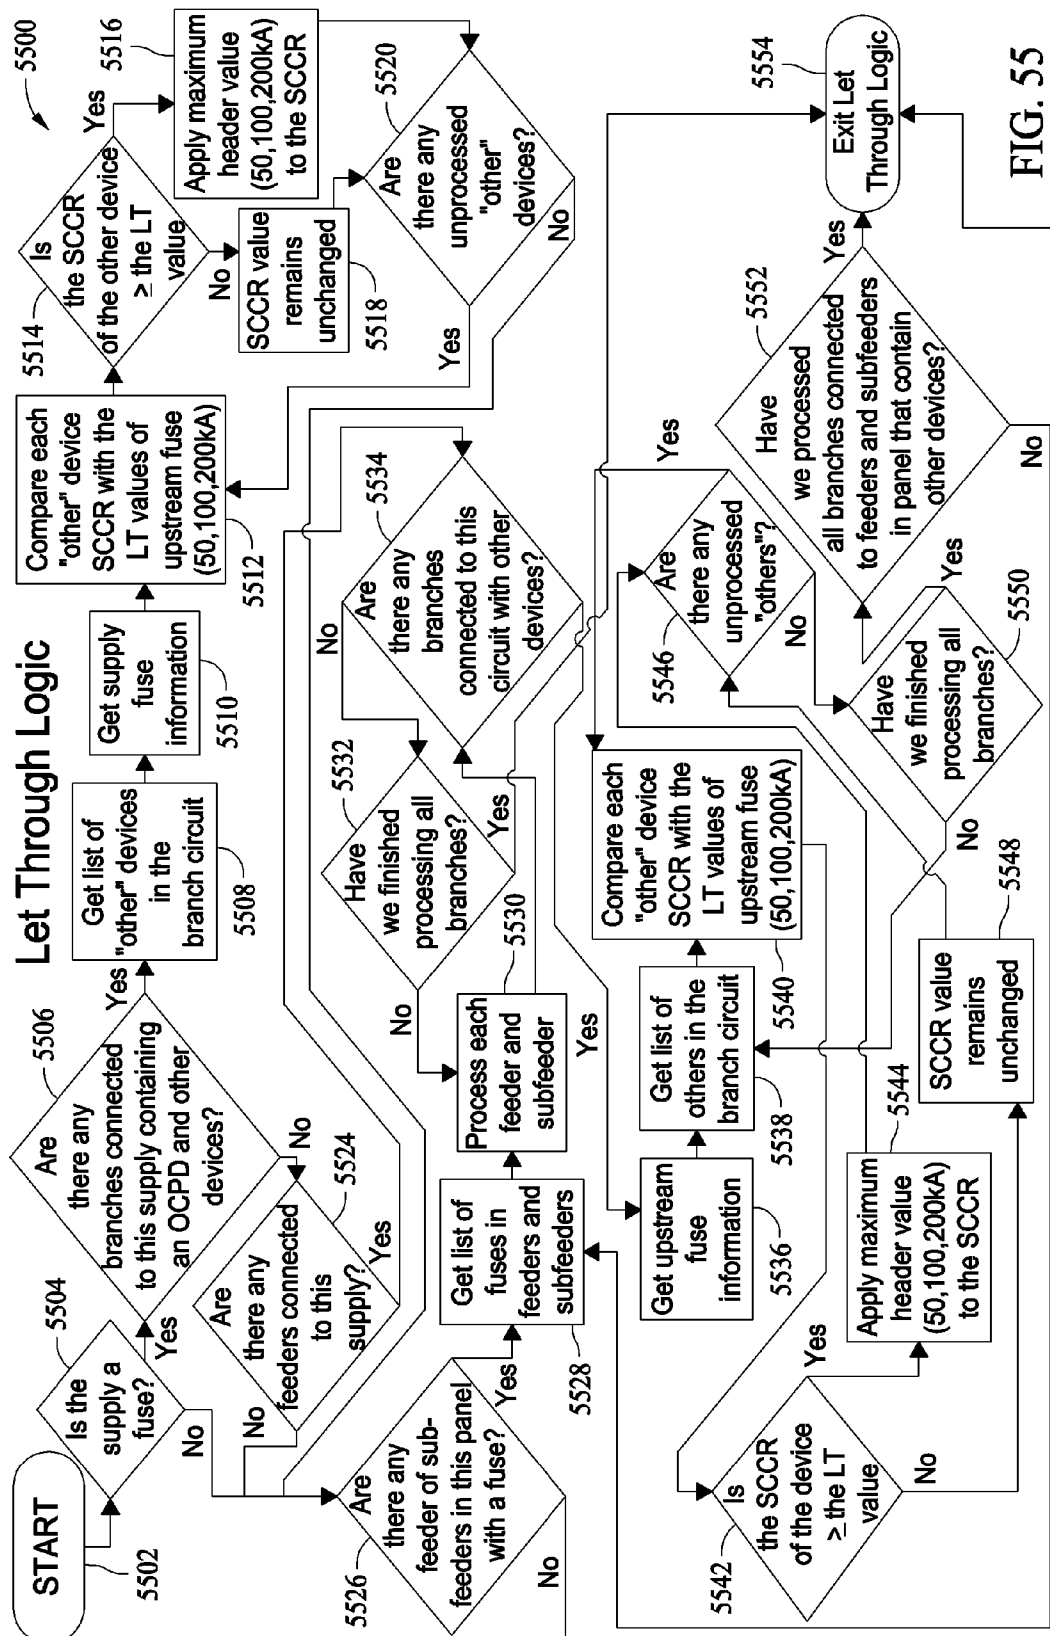 Let Through Logic
5500
START
5502
Is the
supply a
fuse?
5504
Yes
No
Are
there any
branches connected
to this supply containing
an OCPD and other
devices?
5506
Yes
No
Get list of
"other" devices
in the
branch circuit
5508
Get supply
fuse
information
5510
Compare each
"other" device
SCCR with the
LT values of
upstream fuse
(50,100,200kA)
5512
Is
the SCCR
of the other device
≥ the LT
value
5514
Yes
No
Apply maximum
header value
(50,100,200kA)
to the SCCR
5516
SCCR value
remains
unchanged
5518
Are
there any
unprocessed
"other"
devices?
5520
Yes
No
Are
there any
feeders connected
to this
supply?
5524
No
Yes
Are
there any
feeder of sub-
feeders in this panel
with a fuse?
5526
Yes
No
Get list of
fuses in
feeders and
subfeeders
5528
Process each
feeder and
subfeeder
5530
Have
we finished
processing all
branches?
5532
No
Yes
Are
there any
branches
connected to this
circuit with other
devices?
5534
No
Yes
Get upstream
fuse
information
5536
Get list of
others in the
branch circuit
5538
Compare each
"other" device
SCCR with the
LT values of
upstream fuse
(50,100,200kA)
5540
Is
the SCCR
of the device
≥ the LT
value
5542
Yes
No
Apply maximum
header value
(50,100,200kA)
to the SCCR
5544
Are
there any
unprocessed
"others"?
5546
Yes
No
SCCR value
remains
unchanged
5548
Have
we finished
processing all
branches?
5550
Yes
No
Have
we processed
all branches connected
to feeders and subfeeders
in panel that contain
other devices?
5552
Yes
No
Exit Let
Through Logic
5554
FIG. 55